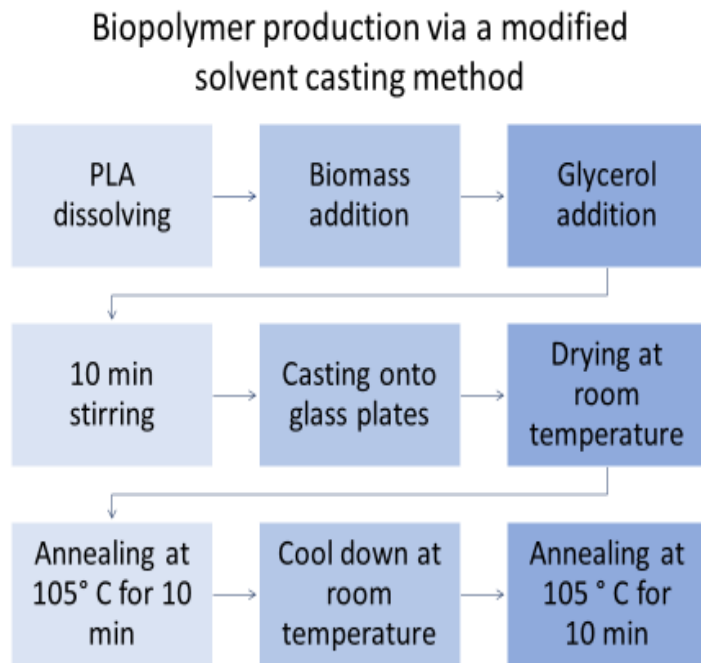 Biopolymer production via a modified
solvent casting method
PLA
dissolving
Biomass
addition
Glycerol
addition
10 min
stirring
Casting onto
glass plates
Drying at
room
temperature
Annealing at
105° C for 10
min
Cool down at
room
temperature
Annealing at
105 ° C for
10 min